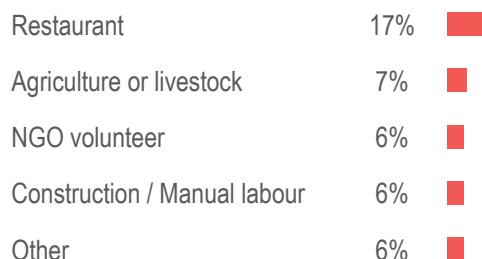 Restaurant 17%
Agriculture or livestock 7%
NGO volunteer 6%
Construction / Manual labour 6%
Other 6%